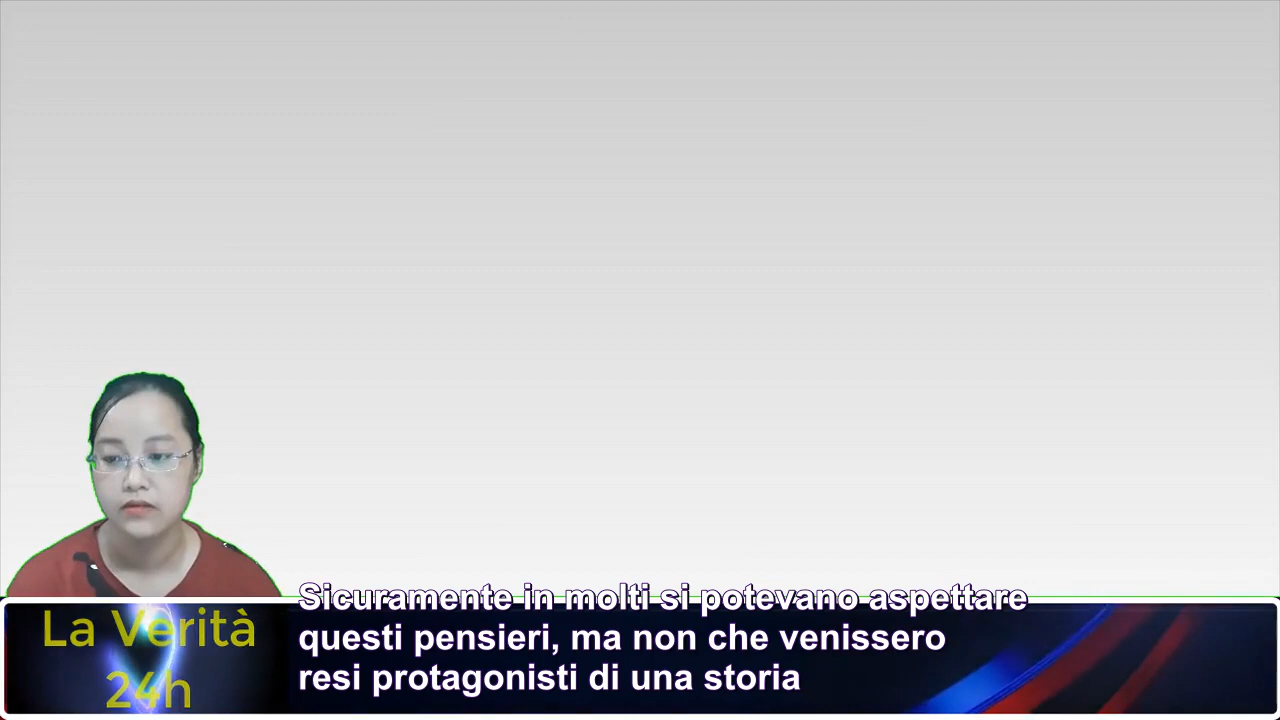 La Verità
24h
Sicuramente in molti si potevano aspettare
questi pensieri, ma non che venissero
resi protagonisti di una storia